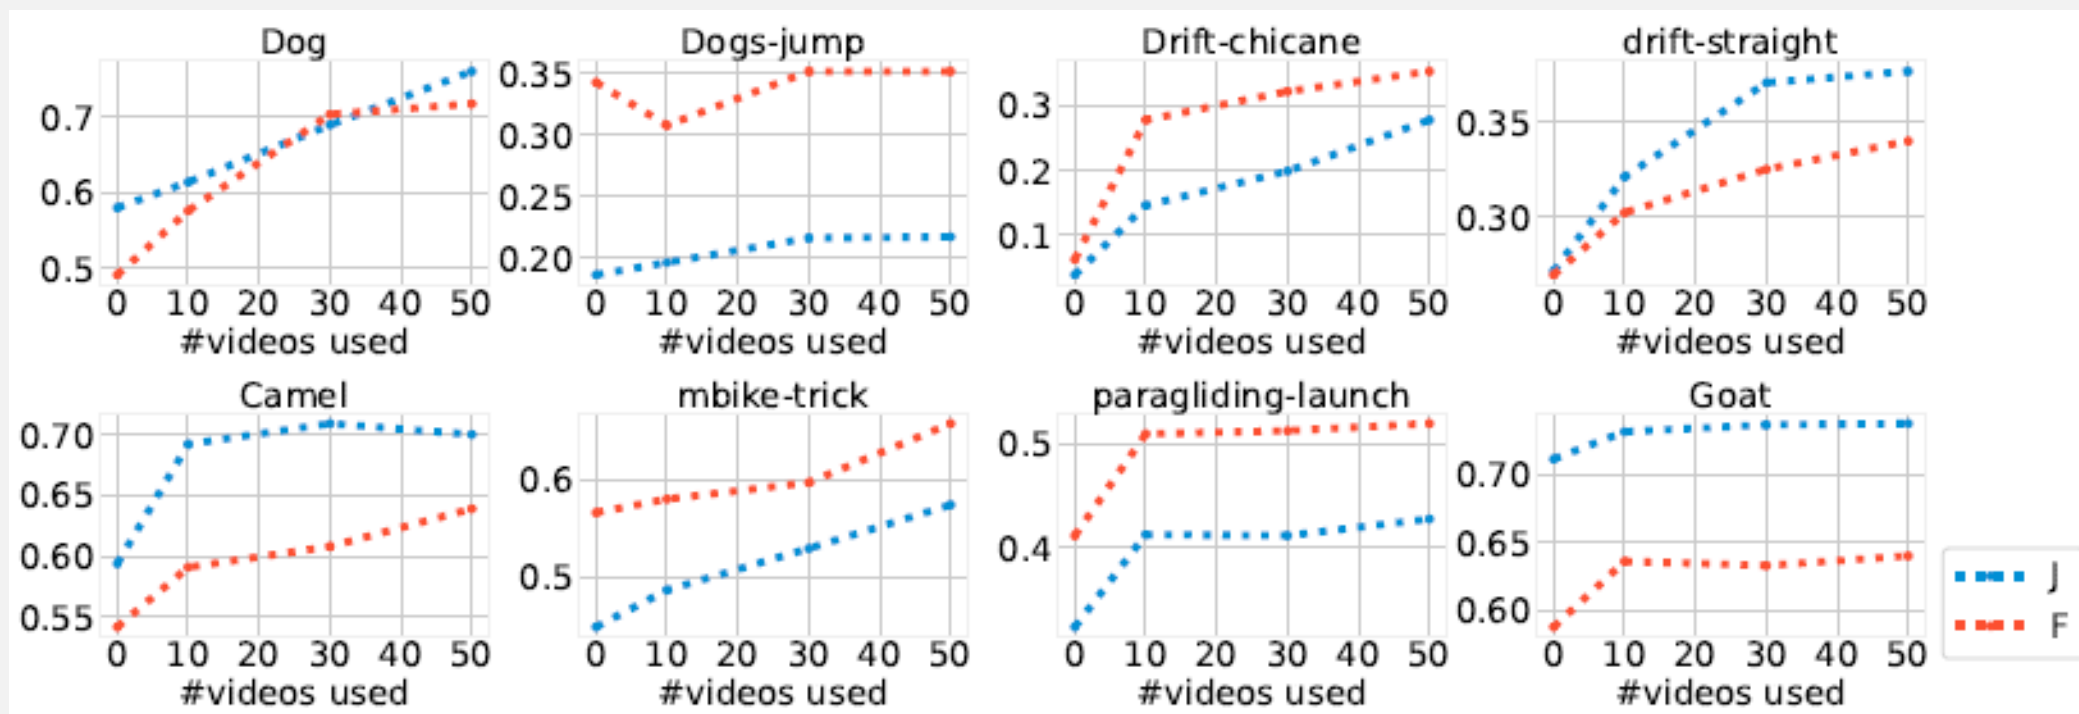 Dog
Dogs-jump
Drift-chicane
drift-straight
0.7
0.6
0.5
0.35
0.30
0.25
0.20
0.3
0.2
0.1
0.35
0.30
0 10 20 30 40 50
0 10 20 30 40 50
0 10 20 30 40 50
0 10 20 30 40 50
#videos used
#videos used
#videos used
#videos used
Camel
mbike-trick
paragliding-launch
Goat
0.70
0.65
0.60
0.55
0.6
0.5
0.5
0.4
0.70
0.65
0.60
0 10 20 30 40 50
0 10 20 30 40 50
0 10 20 30 40 50
0 10 20 30 40 50
#videos used
#videos used
#videos used
#videos used
J
F